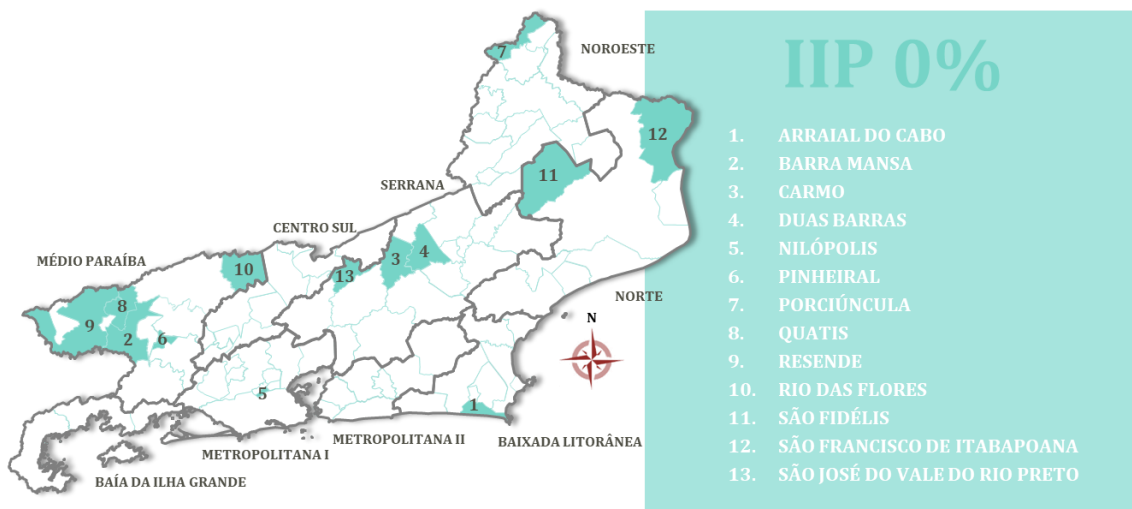 IIP 0%
1. ARRAIAL DO CABO
2. BARRA MANSA
3. CARMO
4. DUAS BARRAS
5. NILÓPOLIS
6. PINHEIRAL
7. PORCIÚNCULA
8. QUATIS
9. RESENDE
10. RIO DAS FLORES
11. SÃO FIDÉLIS
12. SÃO FRANCISCO DE ITABAPOANA
13. SÃO JOSÉ DO VALE DO RIO PRETO
NOROESTE
7
12
11
SERRANA
CENTRO SUL
MÉDIO PARAÍBA
10
13
3
4
8
9
2
6
NORTE
N
5
1
METROPOLITANA II
BAIXADA LITORÂNEA
METROPOLITANA I
BAÍA DA ILHA GRANDE